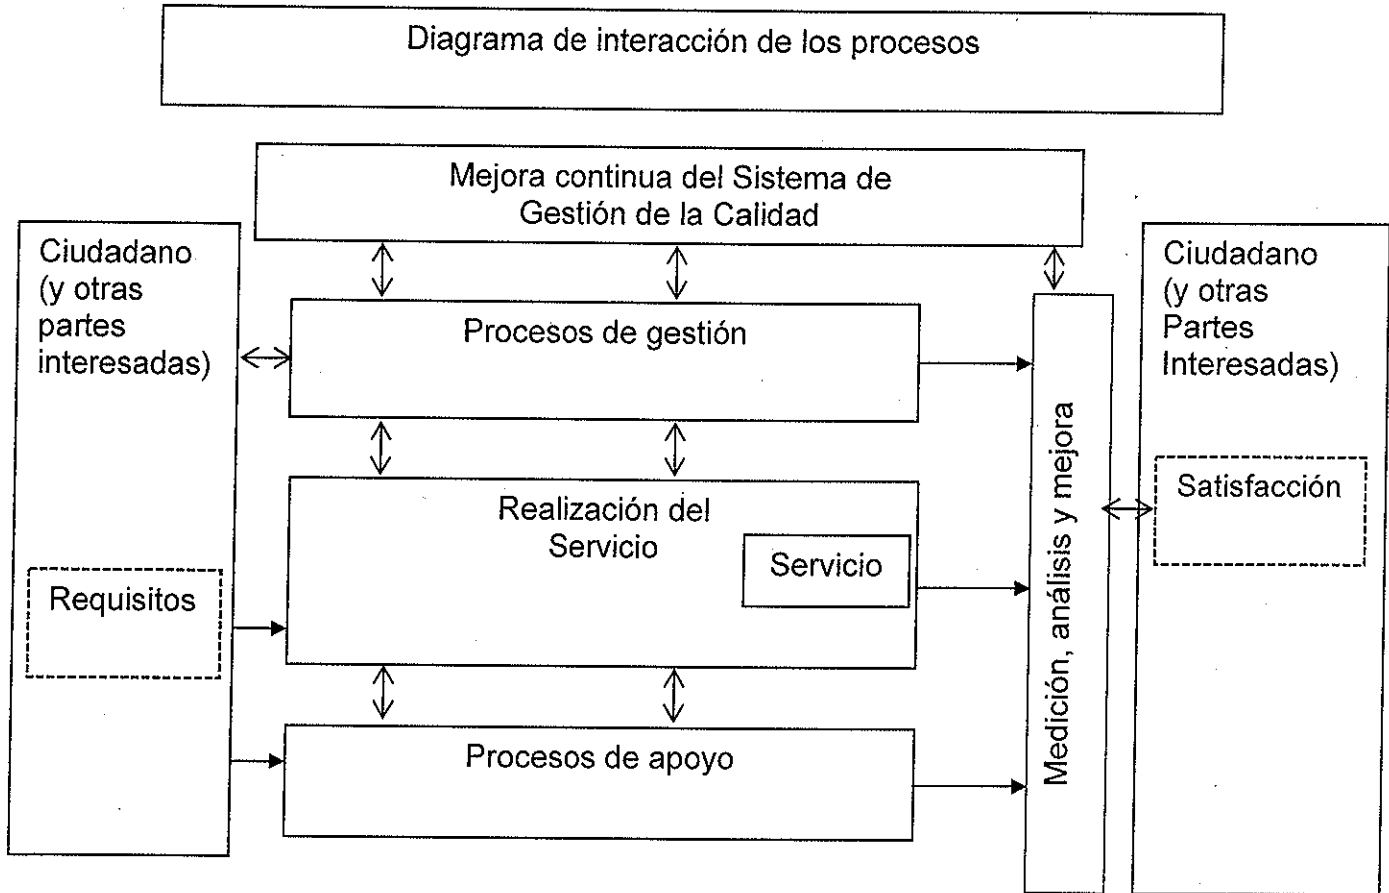 Diagrama de interacción de los procesos
Mejora continua del Sistema de
Gestión de la Calidad
Ciudadano
(y otras
partes
interesadas)
Requisitos
Procesos de gestión
Realización del
Servicio
Servicio
Procesos de apoyo
Medición, análisis y mejora
Ciudadano
(y otras
Partes
Interesadas)
Satisfacción